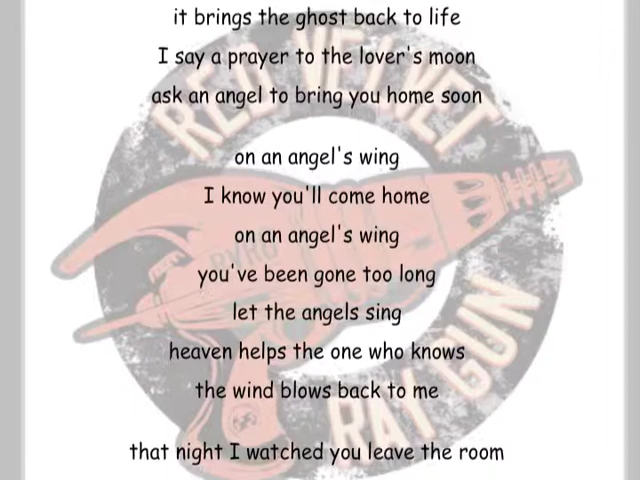 it brings the ghost back to life
I say a prayer to the lover's moon
ask an angel to bring you home soon
on an angel's wing
I know you'll come home
on an angel's wing
you've been gone too long
let the angels sing
heaven helps the one who knows
the wind blows back to me
that night I watched you leave the room
RED VELVET
RAY GUN